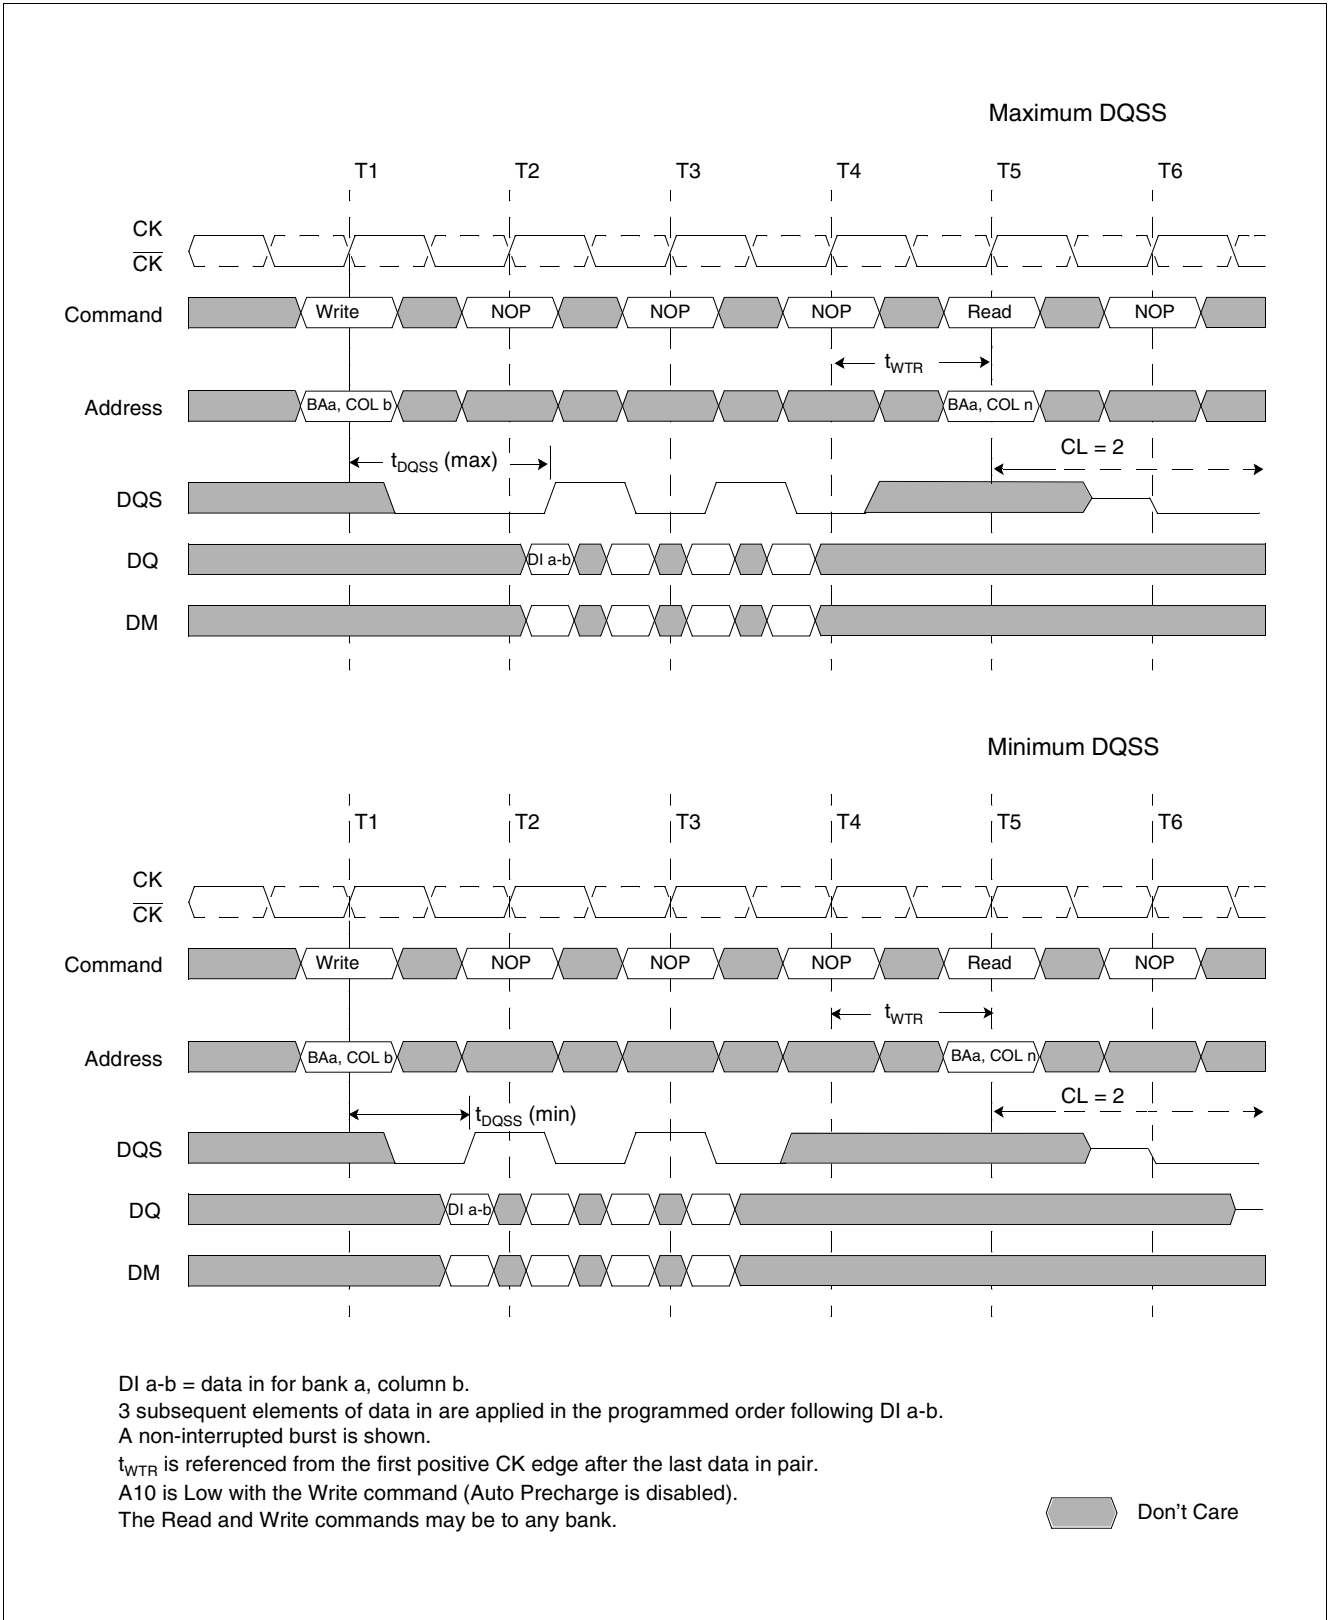 Maximum DQSS
T1 T2 T3 T4 T5 T6
CK
CK
Command Write NOP NOP NOP Read NOP
tWTR
Address BAa, COL b BAa, COL n
tDQSS (max) CL = 2
DQS
DQ DI a-b
DM
Minimum DQSS
T1 T2 T3 T4 T5 T6
CK
CK
Command Write NOP NOP NOP Read NOP
tWTR
Address BAa, COL b BAa, COL n
tDQSS (min) CL = 2
DQS
DQ DI a-b
DM
DI a-b = data in for bank a, column b.
3 subsequent elements of data in are applied in the programmed order following DI a-b.
A non-interrupted burst is shown.
tWTR is referenced from the first positive CK edge after the last data in pair.
A10 is Low with the Write command (Auto Precharge is disabled).
The Read and Write commands may be to any bank.
Don't Care